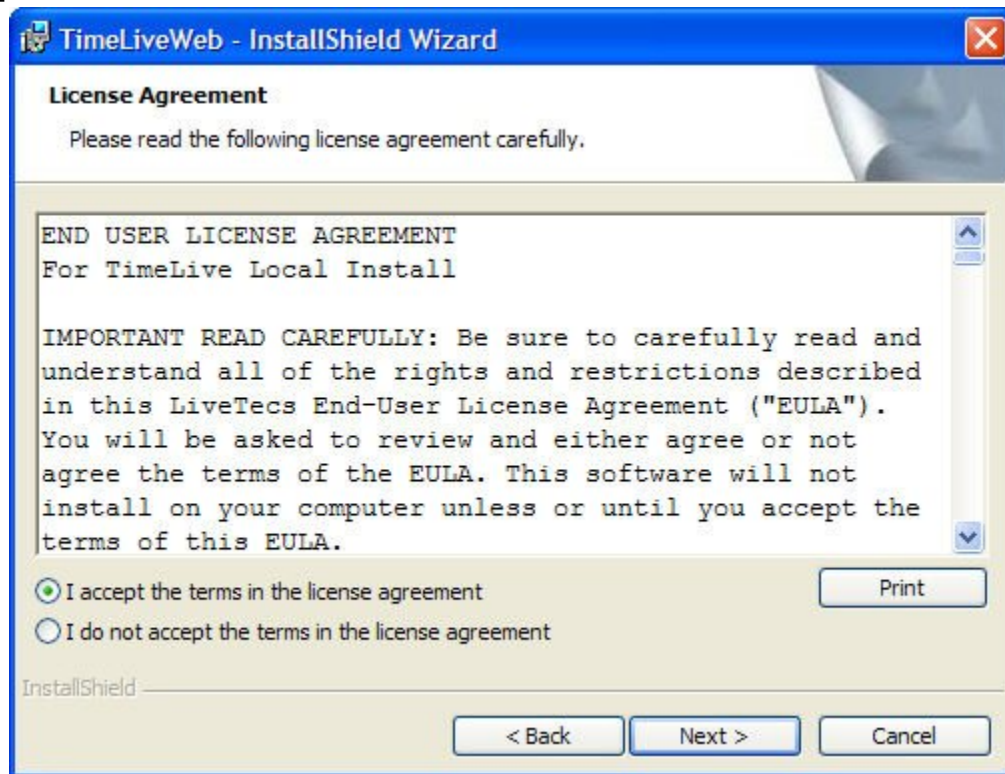 TimeLiveWeb - InstallShield Wizard
License Agreement
Please read the following license agreement carefully.
END USER LICENSE AGREEMENT
For TimeLive Local Install
IMPORTANT READ CAREFULLY: Be sure to carefully read and
understand all of the rights and restrictions described
in this LiveTecs End-User License Agreement ("EULA").
You will be asked to review and either agree or not
agree the terms of the EULA. This software will not
install on your computer unless or until you accept the
terms of this EULA.
I accept the terms in the license agreement
Print
I do not accept the terms in the license agreement
InstallShield
< Back
Next >
Cancel